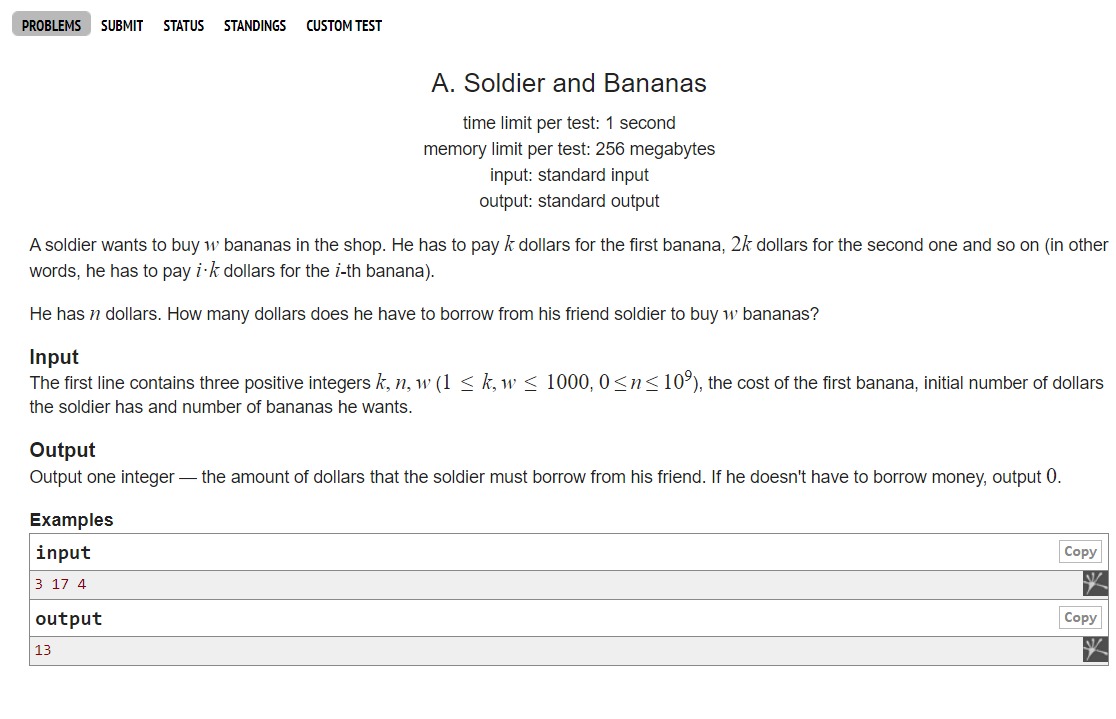 PROBLEMS SUBMIT STATUS STANDINGS CUSTOM TEST
A. Soldier and Bananas
time limit per test: 1 second
memory limit per test: 256 megabytes
input: standard input
output: standard output
A soldier wants to buy w bananas in the shop. He has to pay k dollars for the first banana, 2k dollars for the second one and so on (in other
words, he has to pay i·k dollars for the i-th banana).
He has n dollars. How many dollars does he have to borrow from his friend soldier to buy w bananas?
Input
The first line contains three positive integers k, n, w (1 ≤ k, w ≤ 1000, 0 ≤ n ≤ 10⁹), the cost of the first banana, initial number of dollars
the soldier has and number of bananas he wants.
Output
Output one integer — the amount of dollars that the soldier must borrow from his friend. If he doesn't have to borrow money, output 0.
Examples
input Copy
3 17 4
output Copy
13